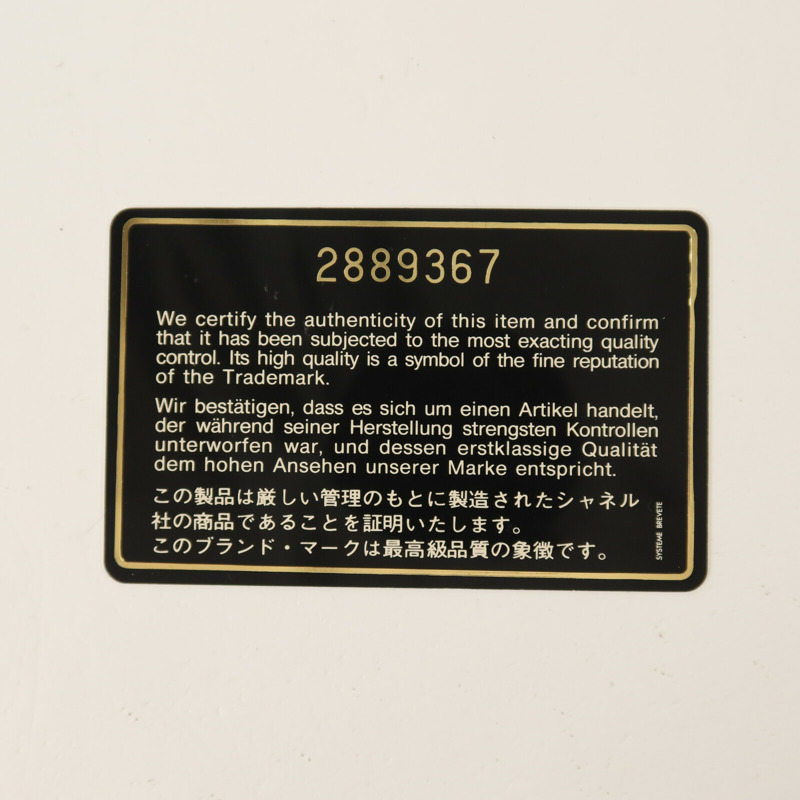 2889367
We certify the authenticity of this item and confirm
that it has been subjected to the most exacting quality
control. Its high quality is a symbol of the fine reputation
of the Trademark.
Wir bestätigen, dass es sich um einen Artikel handelt,
der während seiner Herstellung strengsten Kontrollen
unterworfen war, und dessen erstklassige Qualität
dem hohen Ansehen unserer Marke entspricht.
この製品は厳しい管理のもとに製造されたシャネル
社の商品であることを証明いたします。
このブランド・マークは最高級品質の象徴です。
SYSTEME BREVETE